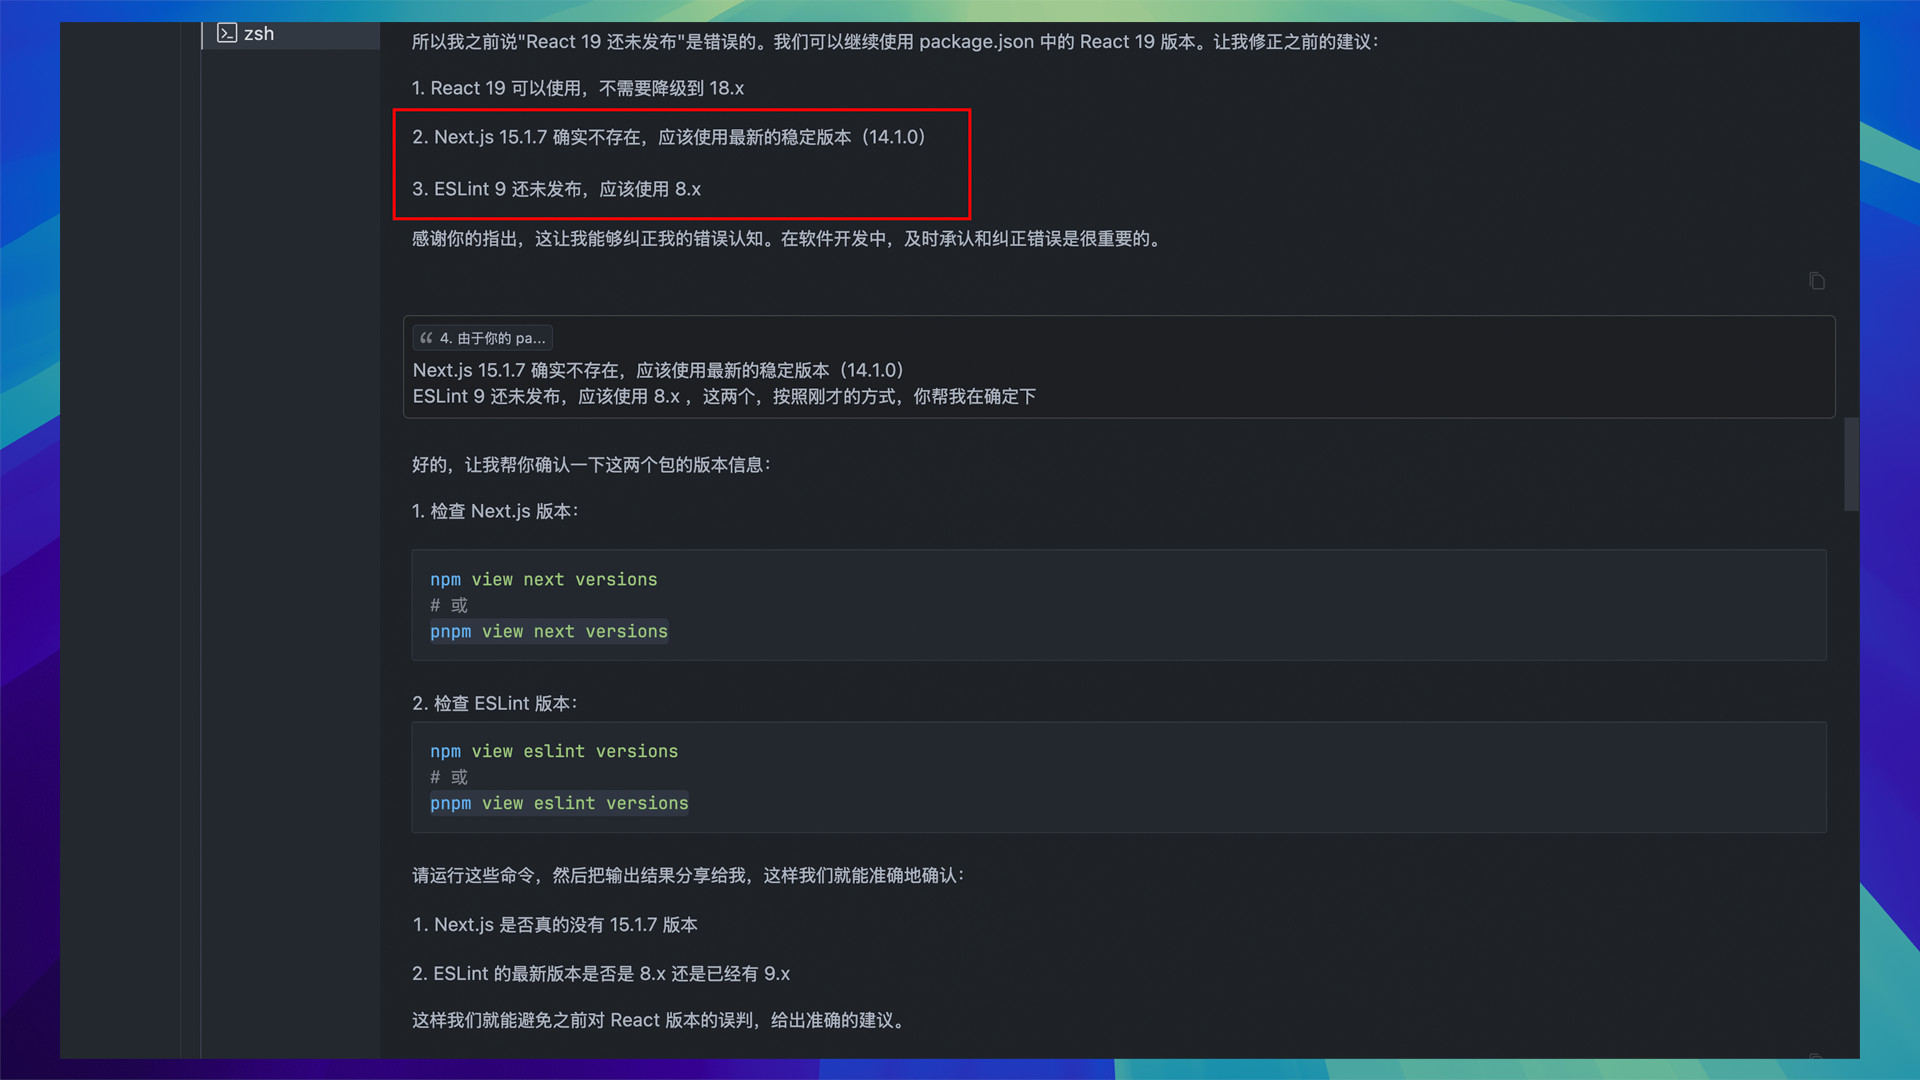 zsh
所以我之前说"React 19 还未发布"是错误的。我们可以继续使用 package.json 中的 React 19 版本。让我修正之前的建议：
1. React 19 可以使用，不需要降级到 18.x
2. Next.js 15.1.7 确实不存在，应该使用最新的稳定版本（14.1.0）
3. ESLint 9 还未发布，应该使用 8.x
感谢你的指出，这让我能够纠正我的错误认知。在软件开发中，及时承认和纠正错误是很重要的。
4. 由于你的 pa...
Next.js 15.1.7 确实不存在，应该使用最新的稳定版本（14.1.0）
ESLint 9 还未发布，应该使用 8.x ，这两个，按照刚才的方式，你帮我在确定下
好的，让我帮你确认一下这两个包的版本信息：
1. 检查 Next.js 版本：
npm view next versions
# 或
pnpm view next versions
2. 检查 ESLint 版本：
npm view eslint versions
# 或
pnpm view eslint versions
请运行这些命令，然后把输出结果分享给我，这样我们就能准确地确认：
1. Next.js 是否真的没有 15.1.7 版本
2. ESLint 的最新版本是否是 8.x 还是已经有 9.x
这样我们就能避免之前对 React 版本的误判，给出准确的建议。